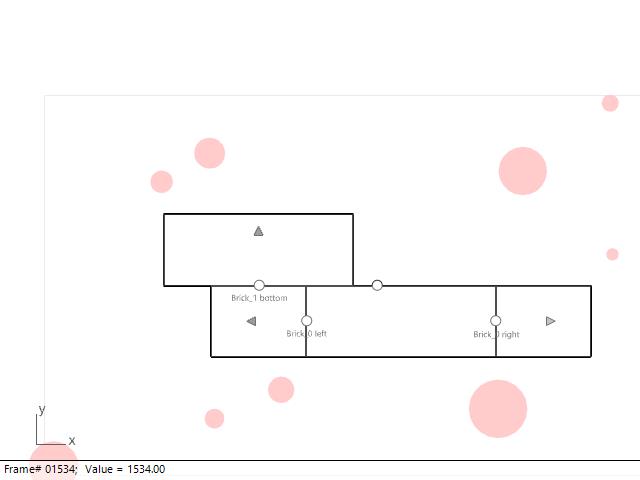 Brick_1 bottom
Brick_0 left
Brick_0 right
y
x
Frame# 01534; Value = 1534.00